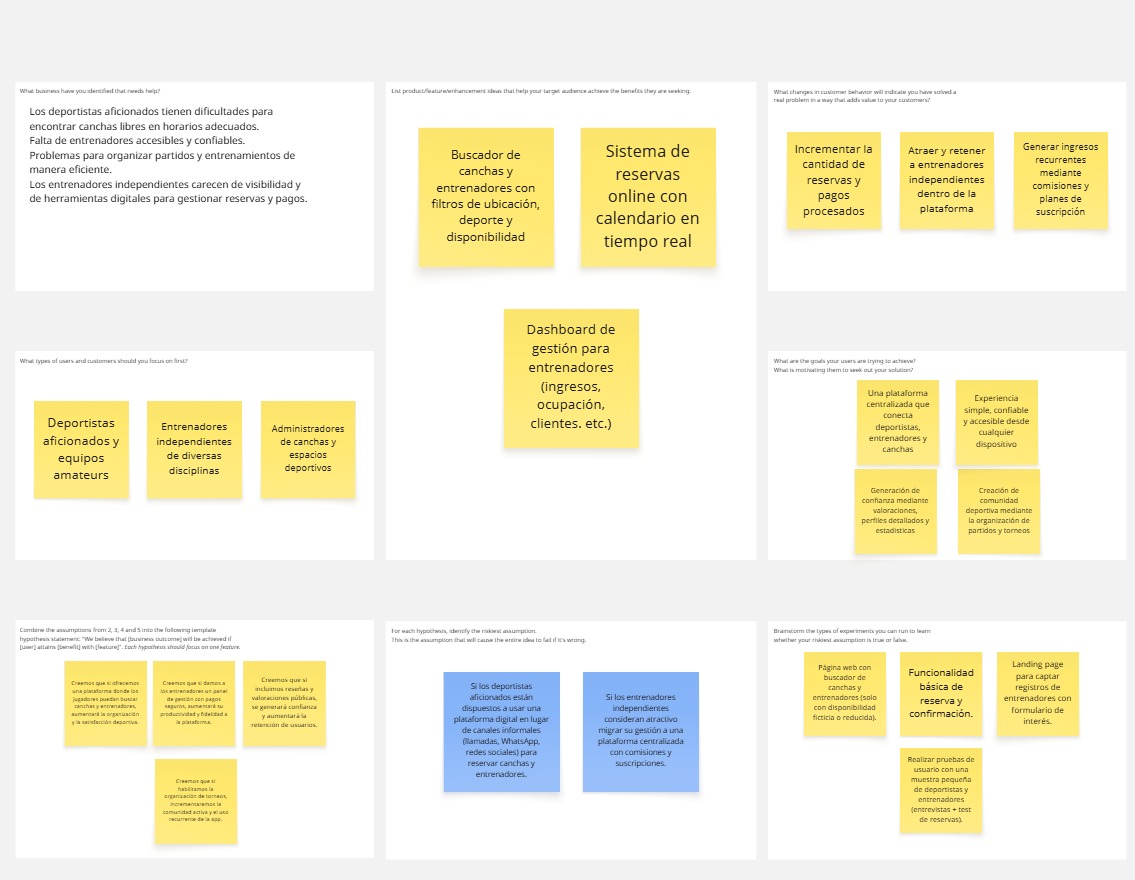 What business have you identified that needs help?
Los deportistas aficionados tienen dificultades para
encontrar canchas libres en horarios adecuados.
Falta de entrenadores accesibles y confiables.
Problemas para organizar partidos y entrenamientos de
manera eficiente.
Los entrenadores independientes carecen de visibilidad y
de herramientas digitales para gestionar reservas y pagos.
List product/feature/enhancement ideas that help your target audience achieve the benefits they are seeking.
Buscador de
canchas y
entrenadores con
filtros de ubicación,
deporte y
disponibilidad
Sistema de
reservas
online con
calendario en
tiempo real
Dashboard de
gestión para
entrenadores
(ingresos,
ocupación,
clientes. etc.)
What changes in customer behavior will indicate you have solved a
real problem in a way that adds value to your customers?
Incrementar la
cantidad de
reservas y
pagos
procesados
Atraer y retener
a entrenadores
independientes
dentro de la
plataforma
Generar ingresos
recurrentes
mediante
comisiones y
planes de
suscripción
What types of users and customers should you focus on first?
Deportistas
aficionados y
equipos
amateurs
Entrenadores
independientes
de diversas
disciplinas
Administradores
de canchas y
espacios
deportivos
What are the goals your users are trying to achieve?
What is motivating them to seek out your solution?
Una plataforma
centralizada que
conecta
deportistas,
entrenadores y
canchas
Experiencia
simple, confiable
y accesible desde
cualquier
dispositivo
Generación de
confianza mediante
valoraciones,
perfiles detallados y
estadísticas
Creación de
comunidad
deportiva mediante
la organización de
partidos y torneos
Combine the assumptions from 2, 3, 4 and 5 into the following template
hypothesis statement: "We believe that [business outcome] will be achieved if
[user] attains [benefit] with [feature]". Each hypothesis should focus on one feature.
Creemos que si ofrecemos
una plataforma donde los
jugadores puedan buscar
canchas y entrenadores,
aumentará la organización
y la satisfacción deportiva.
Creemos que si damos a
los entrenadores un panel
de gestión con pagos
seguros, aumentará su
productividad y fidelidad a
la plataforma.
Creemos que si
incluimos reseñas y
valoraciones públicas,
se generará confianza
y aumentará la
retención de usuarios.
Creemos que si
habilitamos la
organización de torneos,
incrementaremos la
comunidad activa y el uso
recurrente de la app.
For each hypothesis, identify the riskiest assumption.
This is the assumption that will cause the entire idea to fail if it's wrong.
Si los deportistas
aficionados están
dispuestos a usar una
plataforma digital en lugar
de canales informales
(llamadas, WhatsApp,
redes sociales) para
reservar canchas y
entrenadores.
Si los entrenadores
independientes
consideran atractivo
migrar su gestión a una
plataforma centralizada
con comisiones y
suscripciones.
Brainstorm the types of experiments you can run to learn
whether your riskiest assumption is true or false.
Página web con
buscador de
canchas y
entrenadores (solo
con disponibilidad
ficticia o reducida).
Funcionalidad
básica de
reserva y
confirmación.
Landing page
para captar
registros de
entrenadores con
formulario de
interés.
Realizar pruebas de
usuario con una
muestra pequeña
de deportistas y
entrenadores
(entrevistas + test
de reservas).